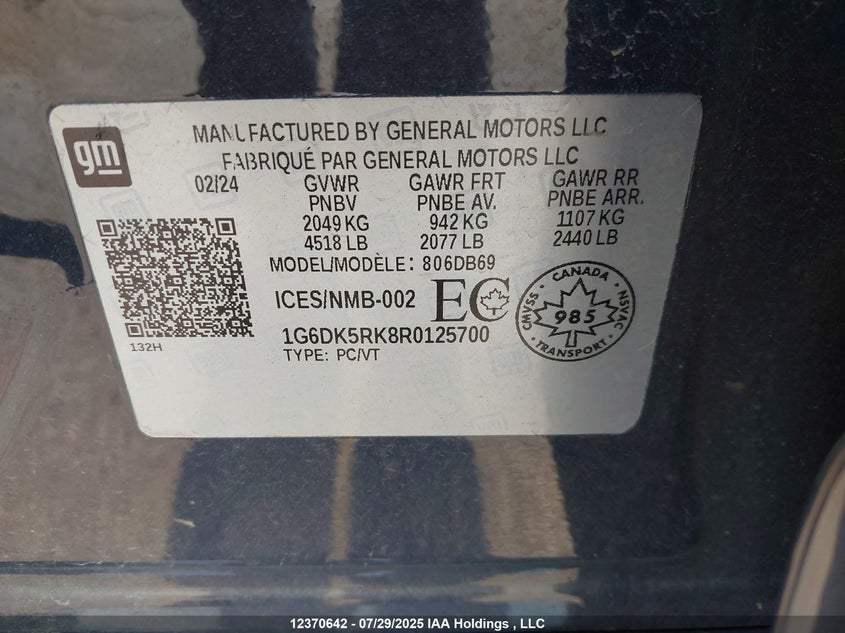 gm
MANUFACTURED BY GENERAL MOTORS LLC
FABRIQUÉ PAR GENERAL MOTORS LLC
02/24 GVWR GAWR FRT GAWR RR
PNBV PNBE AV. PNBE ARR.
2049 KG 942 KG 1107 KG
4518 LB 2077 LB 2440 LB
MODEL/MODÈLE: 806DB69
ICES/NMB-002 EC
CANADA
CMVSS 985 NSVAC
TRANSPORT
132H
1G6DK5RK8R0125700
TYPE: PC/VT
12370642 - 07/29/2025 IAA Holdings , LLC